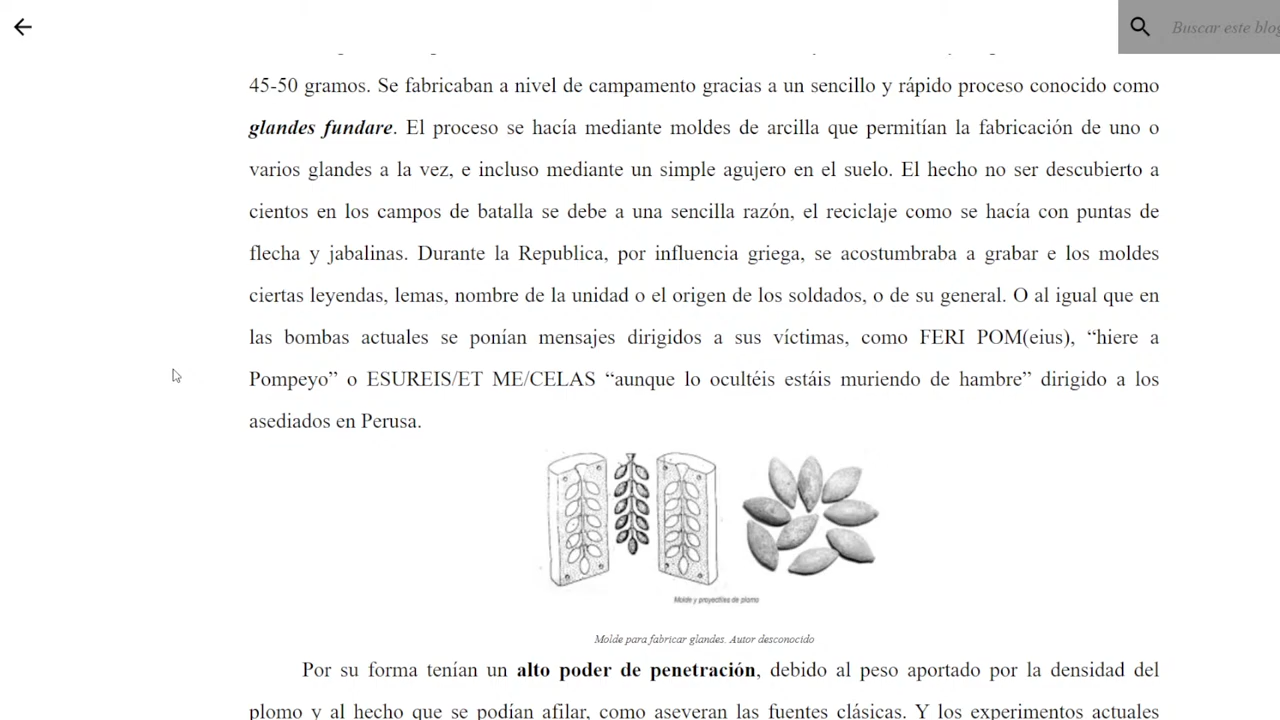 Buscar este blog
45-50 gramos. Se fabricaban a nivel de campamento gracias a un sencillo y rápido proceso conocido como
glandes fundare. El proceso se hacía mediante moldes de arcilla que permitían la fabricación de uno o
varios glandes a la vez, e incluso mediante un simple agujero en el suelo. El hecho no ser descubierto a
cientos en los campos de batalla se debe a una sencilla razón, el reciclaje como se hacía con puntas de
flecha y jabalinas. Durante la Republica, por influencia griega, se acostumbraba a grabar e los moldes
ciertas leyendas, lemas, nombre de la unidad o el origen de los soldados, o de su general. O al igual que en
las bombas actuales se ponían mensajes dirigidos a sus víctimas, como FERI POM(eius), “hiere a
Pompeyo” o ESUREIS/ET ME/CELAS “aunque lo ocultéis estáis muriendo de hambre” dirigido a los
asediados en Perusa.
Molde y proyectiles de plomo
Molde para fabricar glandes. Autor desconocido
Por su forma tenían un alto poder de penetración, debido al peso aportado por la densidad del
plomo y al hecho que se podían afilar, como aseveran las fuentes clásicas. Y los experimentos actuales